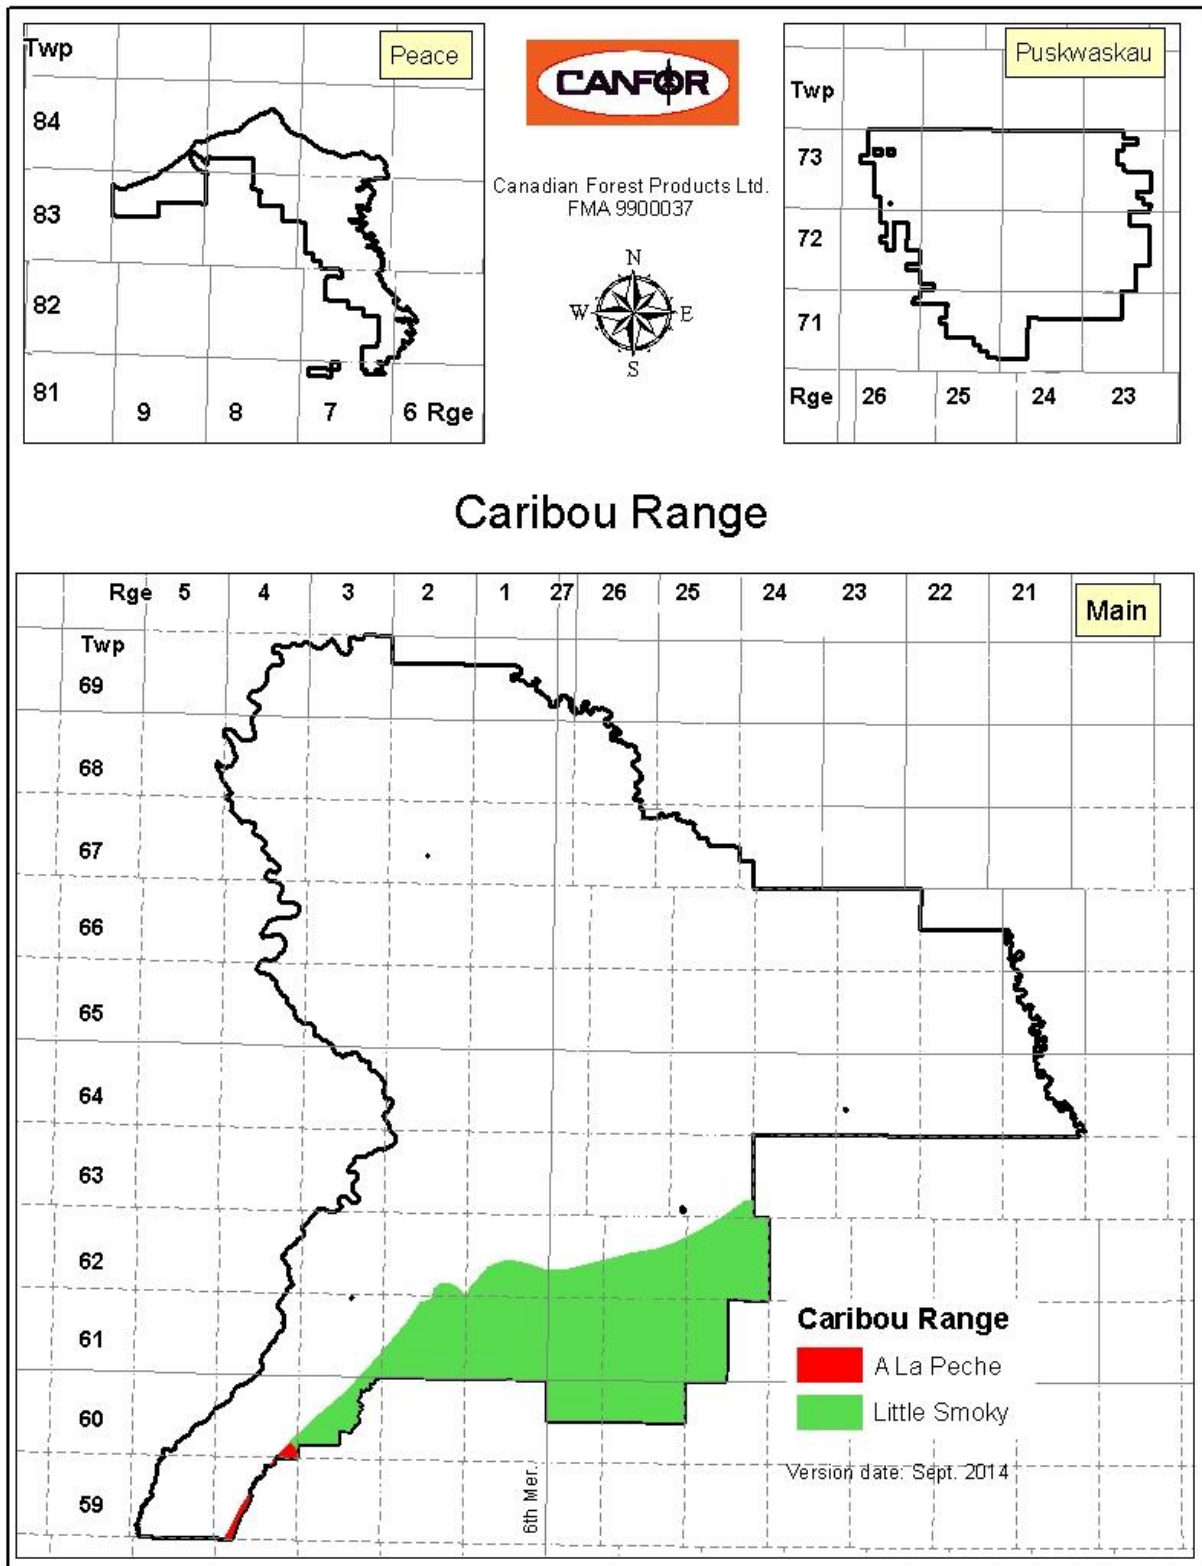 Twp
Peace
84
83
82
81
9 8 7 6 Rge
CANFOR
Canadian Forest Products Ltd.
FMA 9900037
N
W E
S
Puskwaskau
Twp
73
72
71
Rge 26 25 24 23
Caribou Range
Rge 5 4 3 2 1 27 26 25 24 23 22 21
Main
Twp
69
68
67
66
65
64
63
62
61
60
59
6th Mer.
Caribou Range
A La Peche
Little Smoky
Version date: Sept. 2014